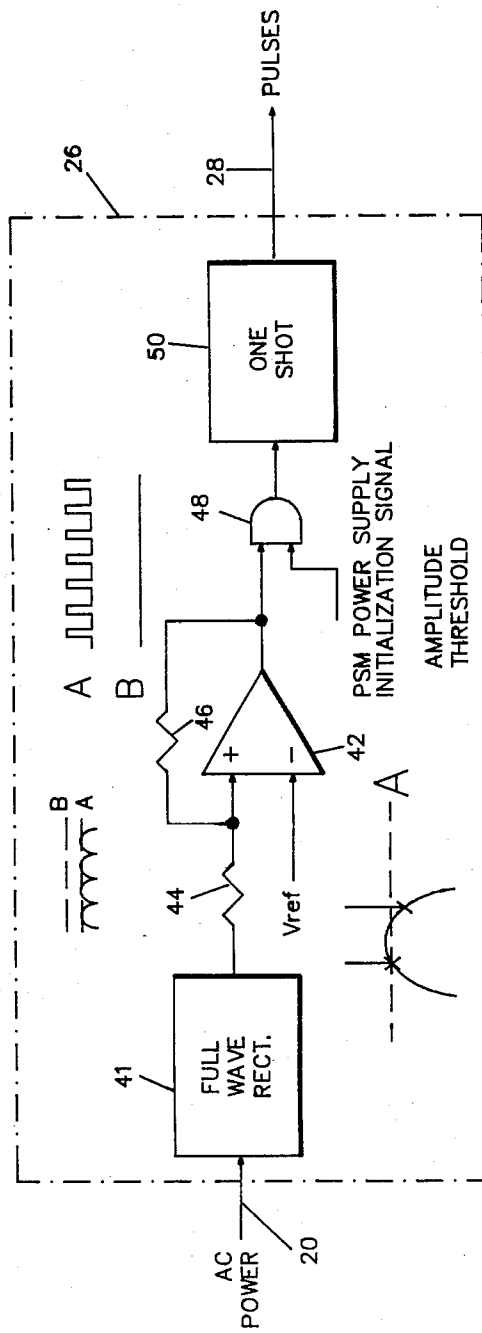 26
B
A
A
B
AC
POWER
20
41
FULL
WAVE
RECT.
44
46
+
-
Vref
42
48
50
ONE
SHOT
28
PULSES
PSM POWER SUPPLY
INITIALIZATION SIGNAL
AMPLITUDE
THRESHOLD
A